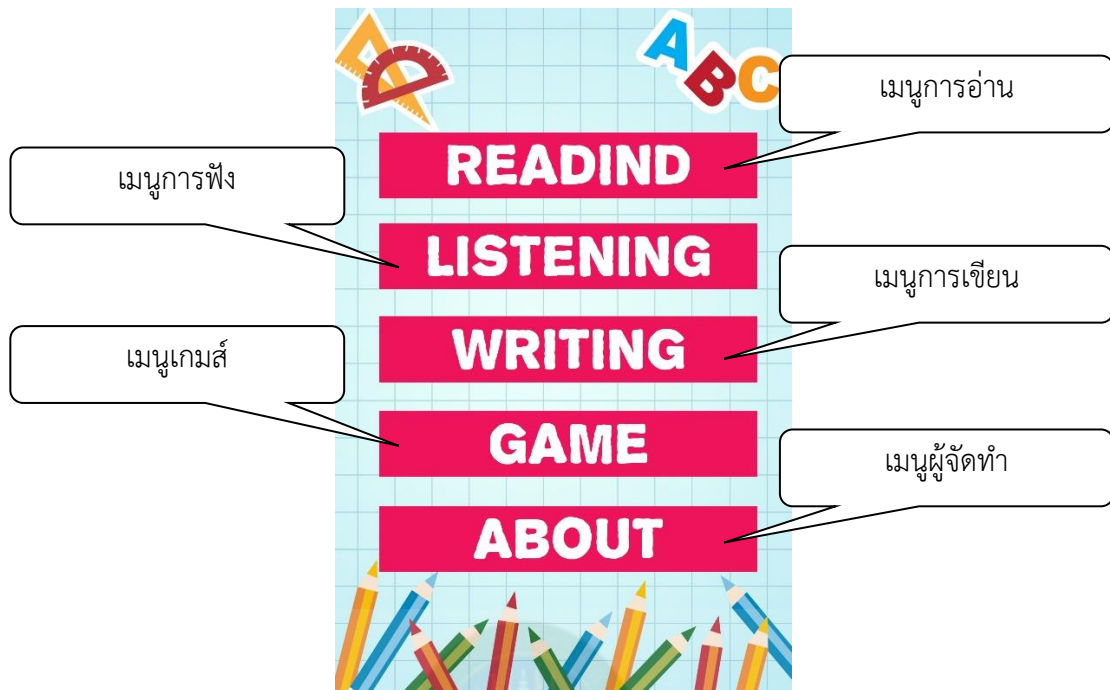 ABC
เมนูการอ่าน
READIND
เมนูการฟัง
LISTENING
เมนูการเขียน
WRITING
เมนูเกมส์
GAME
เมนูผู้จัดทำ
ABOUT